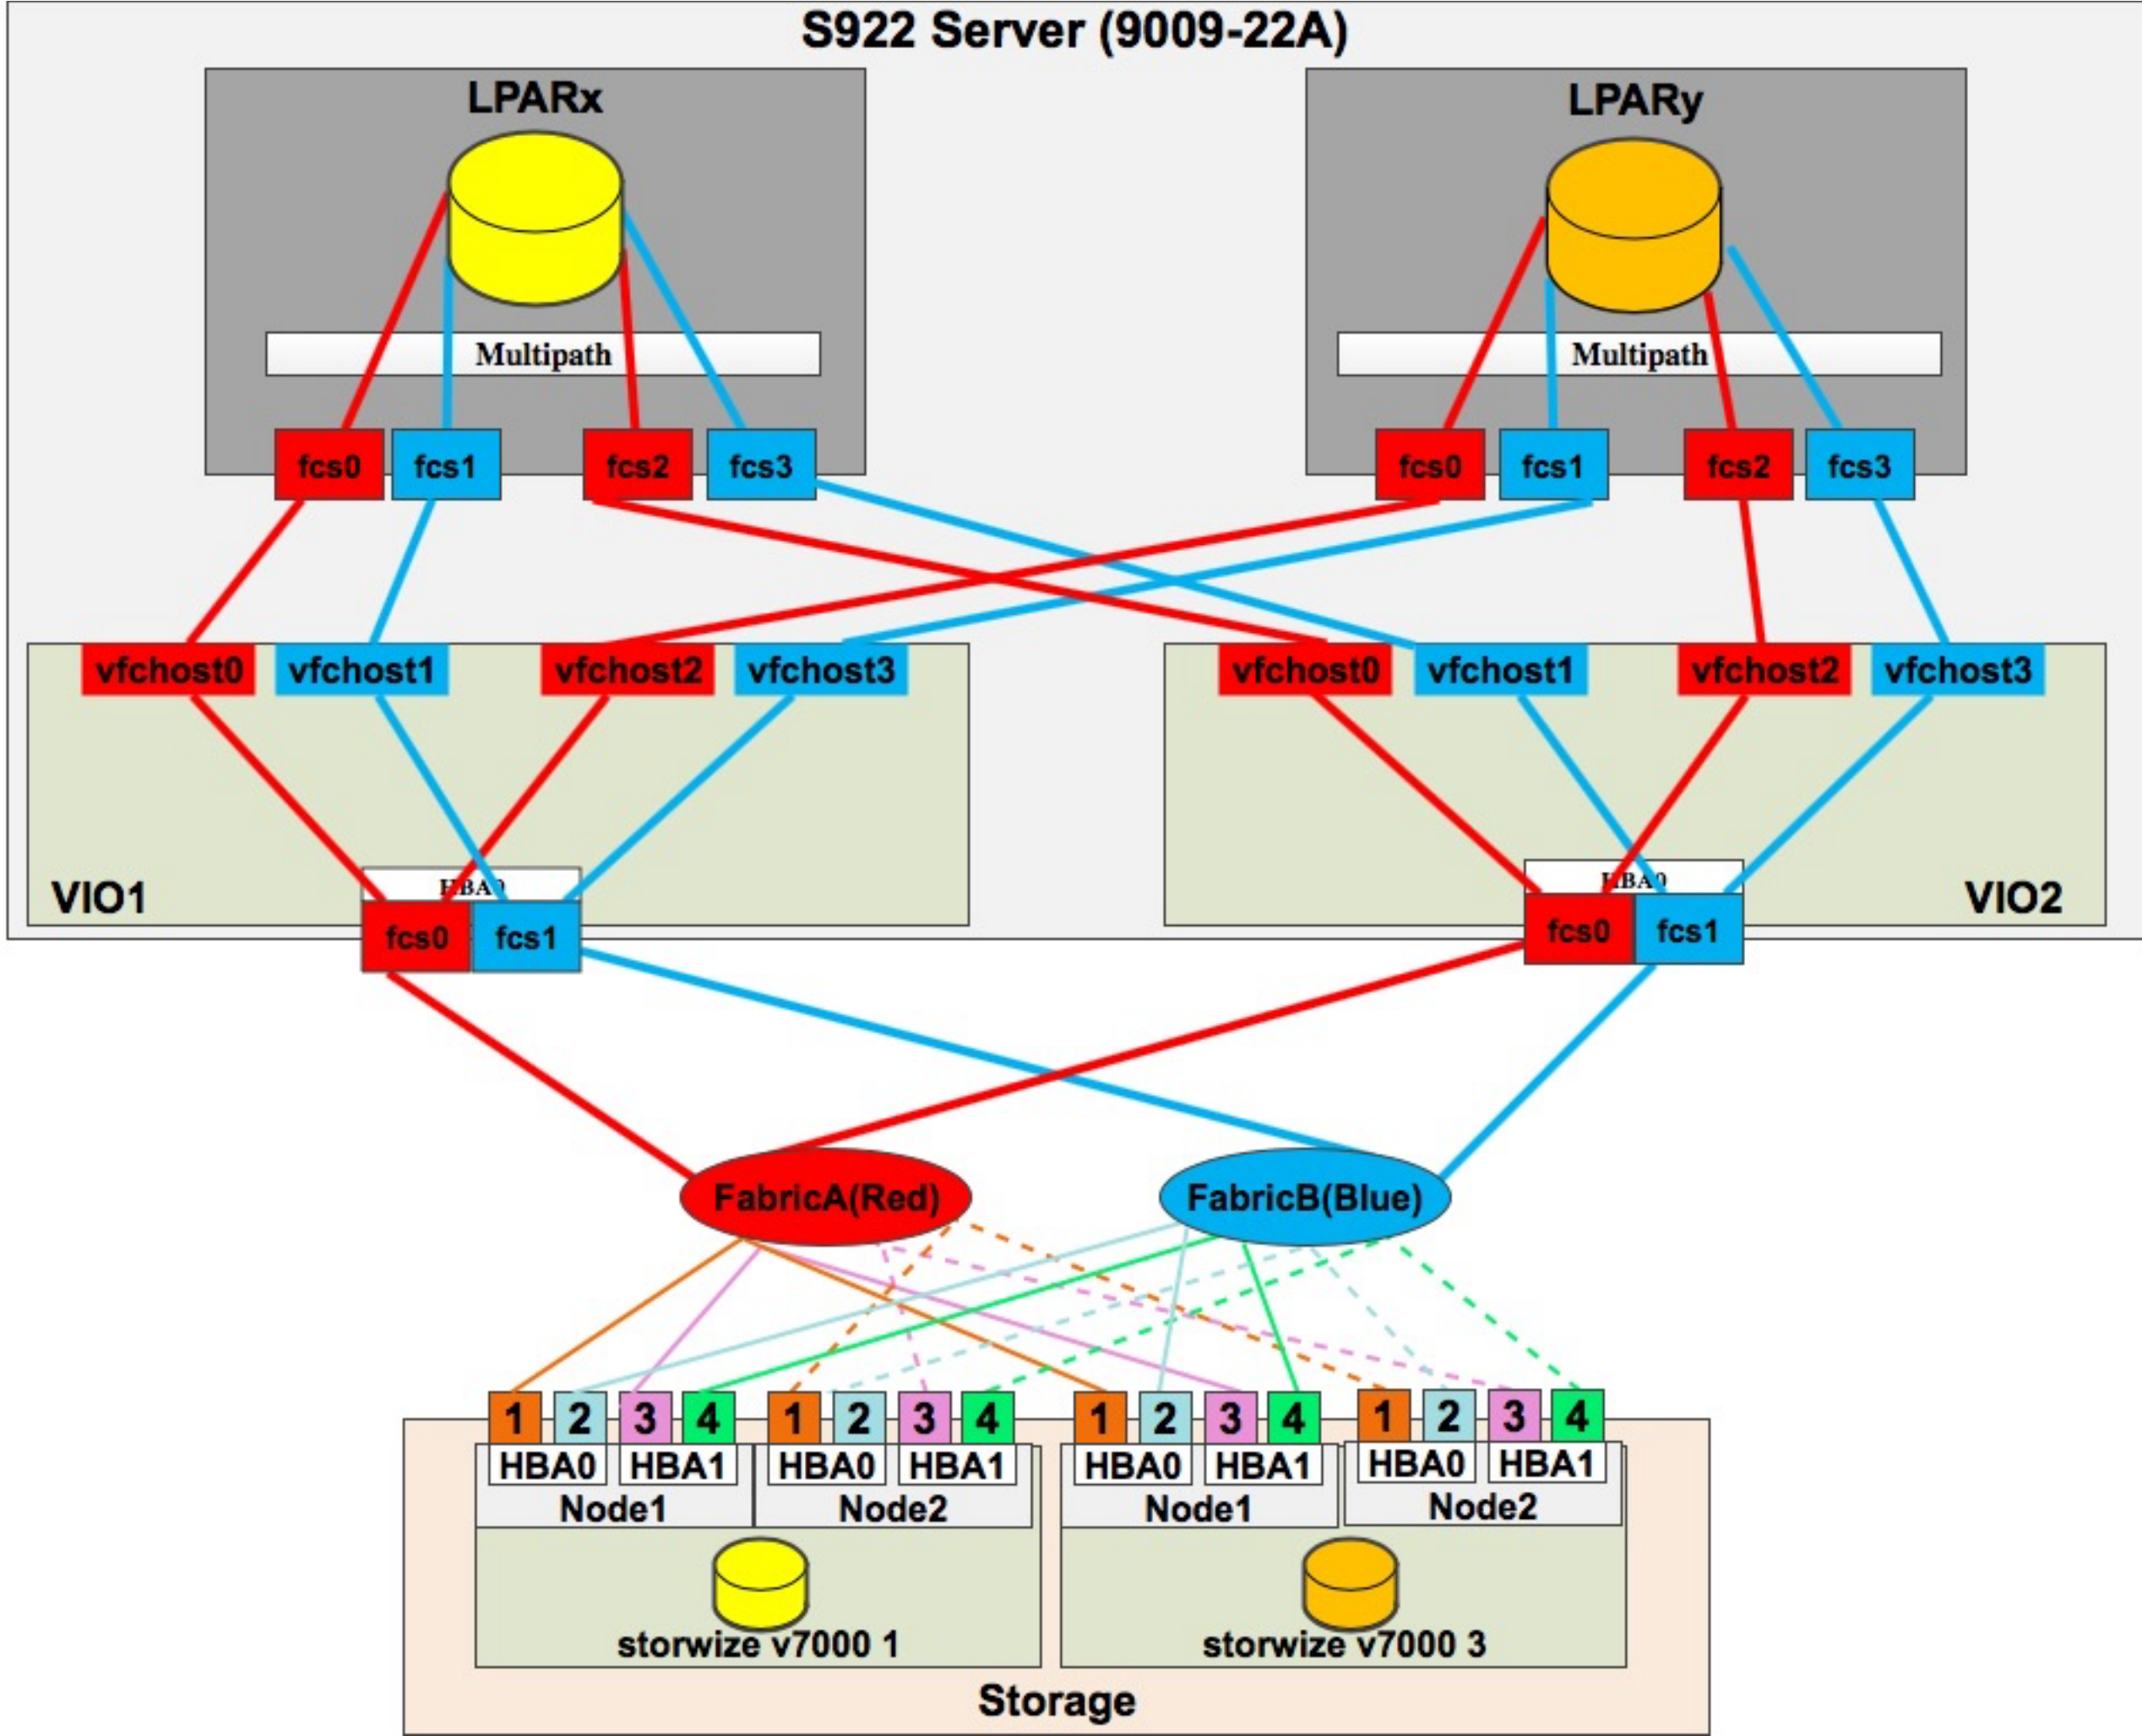 S922 Server (9009-22A)
LPARx
LPARy
Multipath
Multipath
fcs0 fcs1 fcs2 fcs3
fcs0 fcs1 fcs2 fcs3
vfchost0 vfchost1 vfchost2 vfchost3
vfchost0 vfchost1 vfchost2 vfchost3
VIO1
HBA0
fcs0 fcs1
HBA0
fcs0 fcs1
VIO2
FabricA(Red)
FabricB(Blue)
1 2 3 4 1 2 3 4 1 2 3 4 1 2 3 4
HBA0 HBA1 HBA0 HBA1 HBA0 HBA1 HBA0 HBA1
Node1 Node2 Node1 Node2
storwize v7000 1
storwize v7000 3
Storage